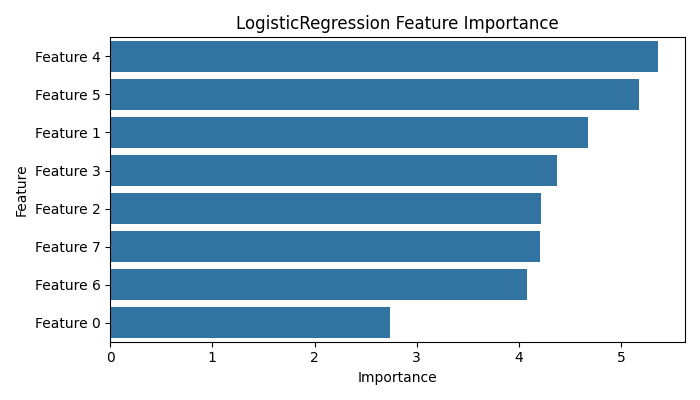 LogisticRegression Feature Importance
Feature 4
Feature 5
Feature 1
Feature 3
Feature 2
Feature 7
Feature 6
Feature 0
Feature
0 1 2 3 4 5
Importance